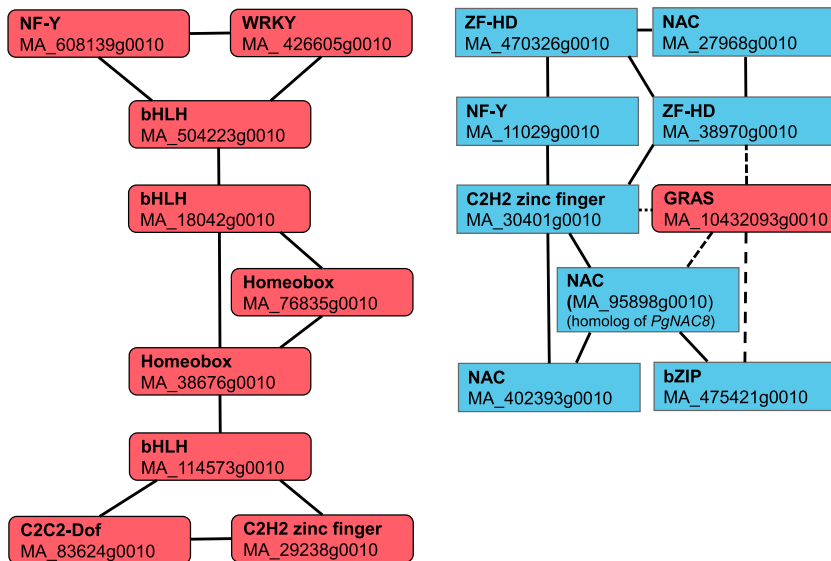 NF-Y
MA_608139g0010
WRKY
MA_ 426605g0010
bHLH
MA_504223g0010
bHLH
MA_18042g0010
Homeobox
MA_76835g0010
Homeobox
MA_38676g0010
bHLH
MA_114573g0010
C2C2-Dof
MA_83624g0010
C2H2 zinc finger
MA_29238g0010
ZF-HD
MA_470326g0010
NAC
MA_27968g0010
NF-Y
MA_11029g0010
ZF-HD
MA_38970g0010
C2H2 zinc finger
MA_30401g0010
GRAS
MA_10432093g0010
NAC
(MA_95898g0010)
(homolog of PgNAC8)
NAC
MA_402393g0010
bZIP
MA_475421g0010